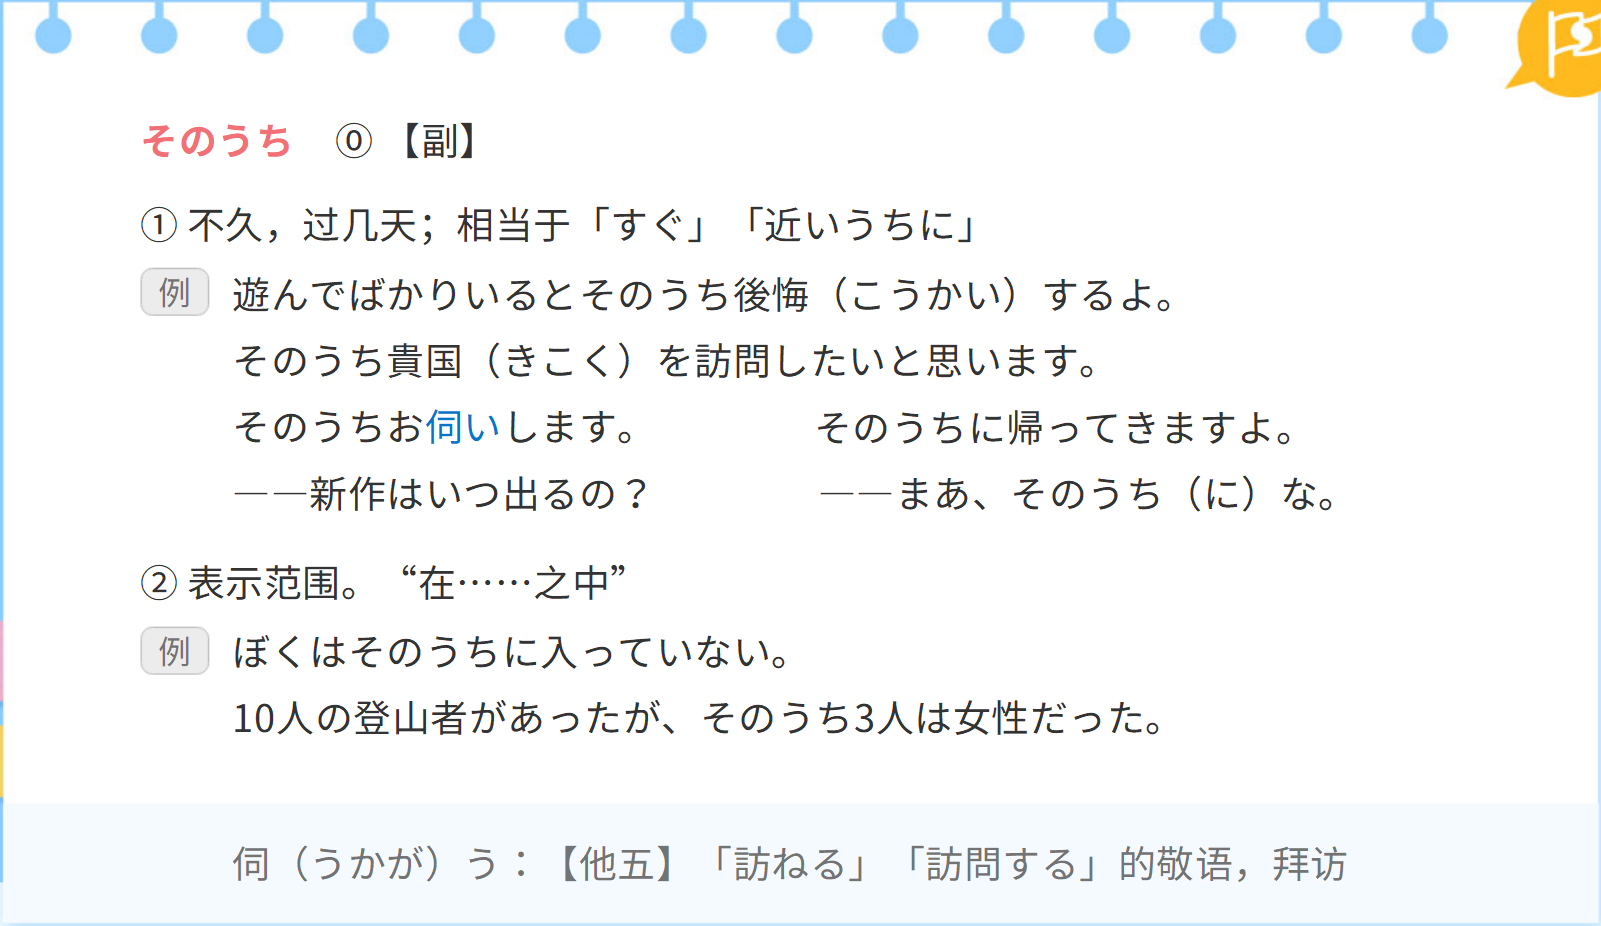 そのうち ⓪ 【副】
① 不久，过几天；相当于「すぐ」「近いうちに」
例 遊んでばかりいるとそのうち後悔（こうかい）するよ。
そのうち貴国（きこく）を訪問したいと思います。
そのうちお伺いします。 そのうちに帰ってきますよ。
——新作はいつ出るの？ ——まあ、そのうち（に）な。
② 表示范围。“在……之中”
例 ぼくはそのうちに入っていない。
10人の登山者があったが、そのうち3人は女性だった。
伺（うかが）う：【他五】「訪ねる」「訪問する」的敬语，拜访